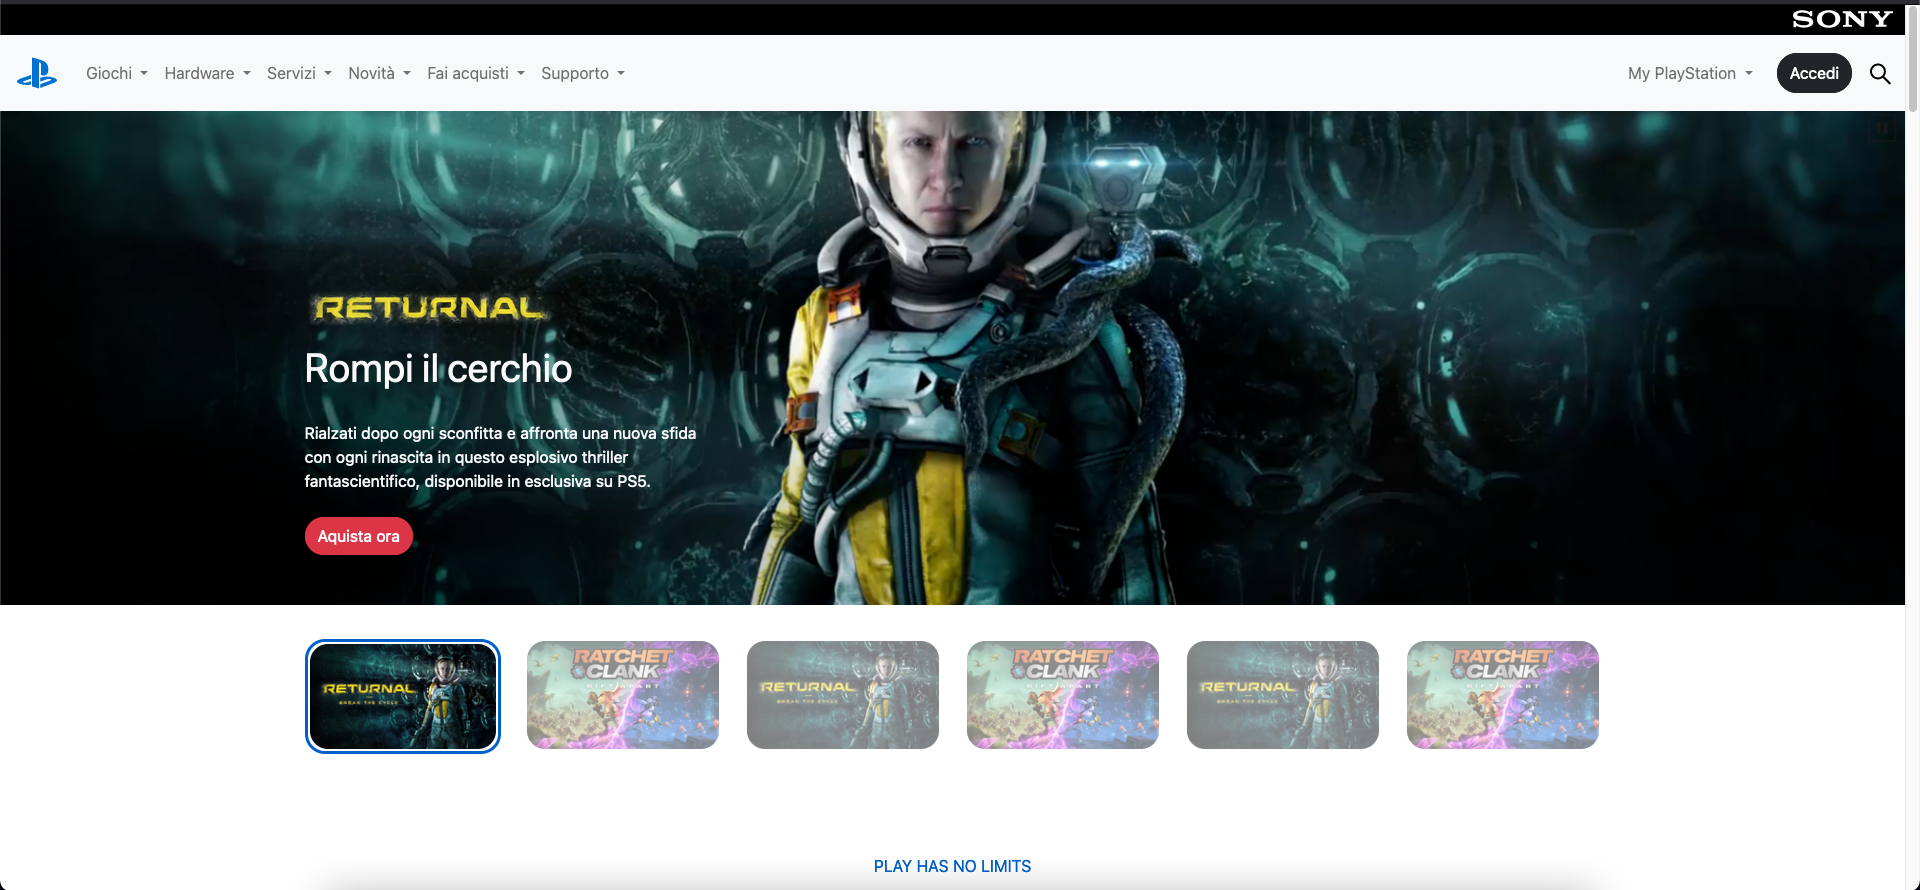 SONY
Giochi Hardware Servizi Novità Fai acquisti Supporto My PlayStation Accedi
RETURNAL
Rompi il cerchio
Rialzati dopo ogni sconfitta e affronta una nuova sfida
con ogni rinascita in questo esplosivo thriller
fantascientifico, disponibile in esclusiva su PS5.
Aquista ora
RETURNAL
BREAK THE CYCLE
RATCHET
CLANK
RIFT APART
RETURNAL
BREAK THE CYCLE
RATCHET
CLANK
RIFT APART
RETURNAL
BREAK THE CYCLE
RATCHET
CLANK
RIFT APART
PLAY HAS NO LIMITS